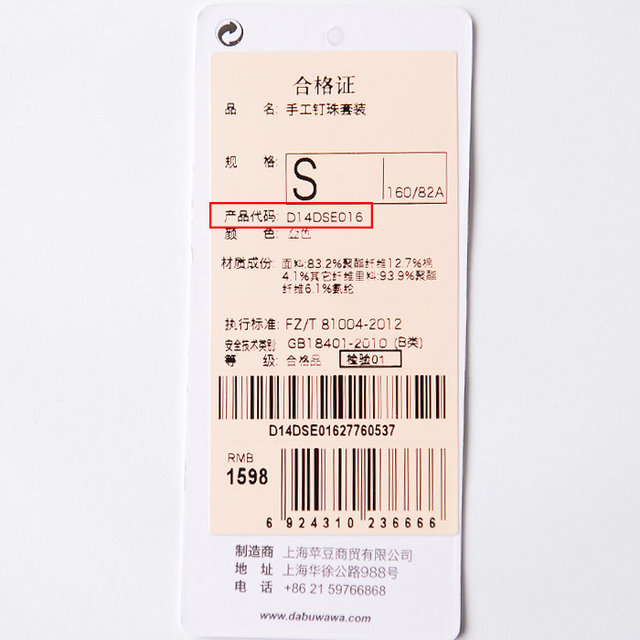 合格证
品 名: 手工钉珠套装
规 格:
S 160/82A
产品代码: D14DSE016
颜 色:
材质成份: 面料:83.2%聚酯纤维12.7%棉
4.1%其它纤维里料:93.9%聚酯
纤维6.1%氨纶
执行标准: FZ/T 81004-2012
安全技术类别: GB18401-2010 (B类)
等 级: 合格品 检验01
D14DSE01627760537
RMB
1598
6 924310 236666
制造商 上海苹豆商贸有限公司
地 址 上海华徐公路988号
电 话 +86 21 59766868
www.dabuwawa.com